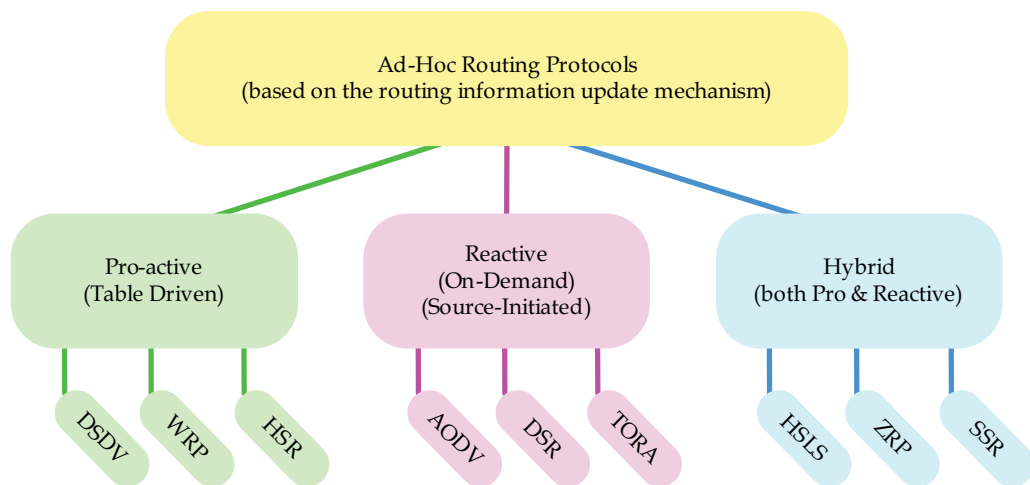 Ad-Hoc Routing Protocols
(based on the routing information update mechanism)
Pro-active
(Table Driven)
Reactive
(On-Demand)
(Source-Initiated)
Hybrid
(both Pro & Reactive)
DSDV
WRP
HSR
AODV
DSR
TORA
HSLS
ZRP
SSR